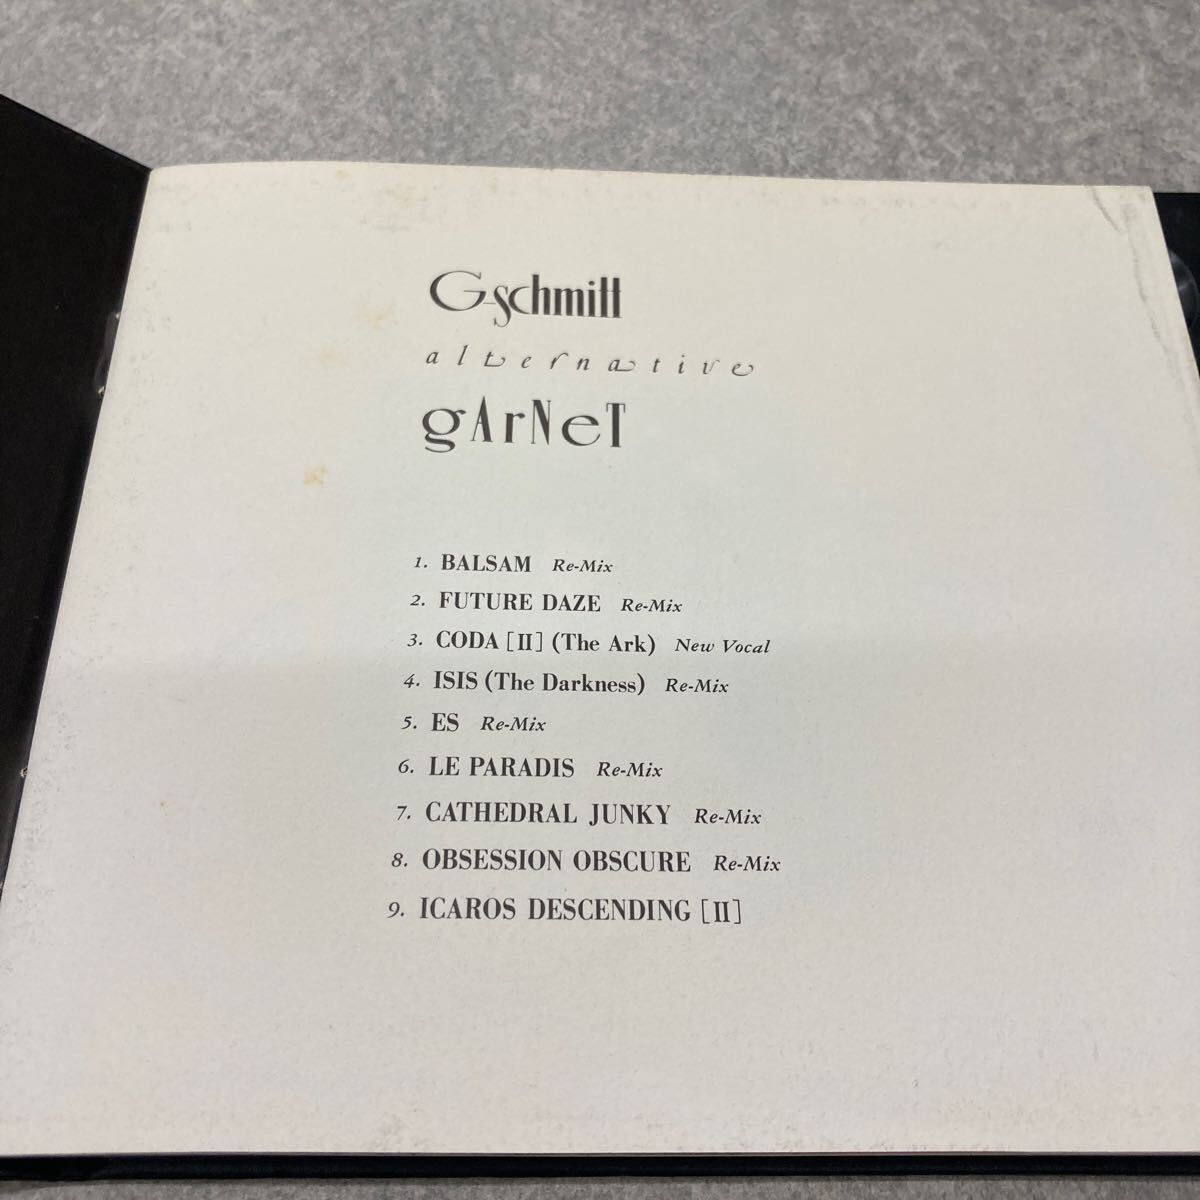 G-schmitt
alternative
gArNeT
1. BALSAM Re-Mix
2. FUTURE DAZE Re-Mix
3. CODA [II] (The Ark) New Vocal
4. ISIS (The Darkness) Re-Mix
5. ES Re-Mix
6. LE PARADIS Re-Mix
7. CATHEDRAL JUNKY Re-Mix
8. OBSESSION OBSCURE Re-Mix
9. ICAROS DESCENDING [II]